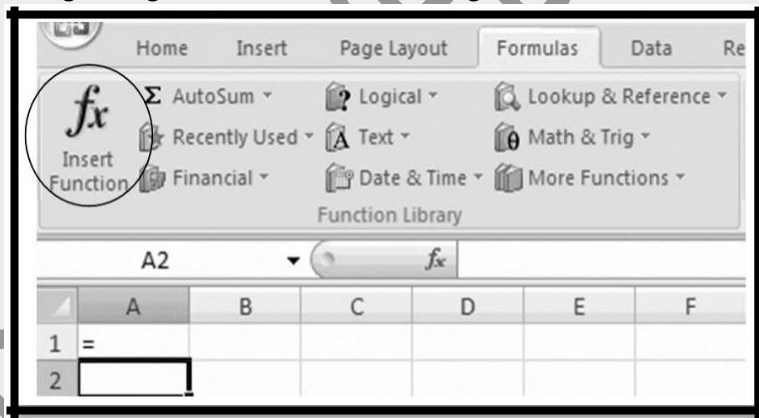 Home Insert Page Layout Formulas Data Re
fx Σ AutoSum Logical Lookup & Reference
Insert Function Recently Used Text θ Math & Trig
Financial Date & Time More Functions
Function Library
A2 fx
A B C D E F
1 =
2